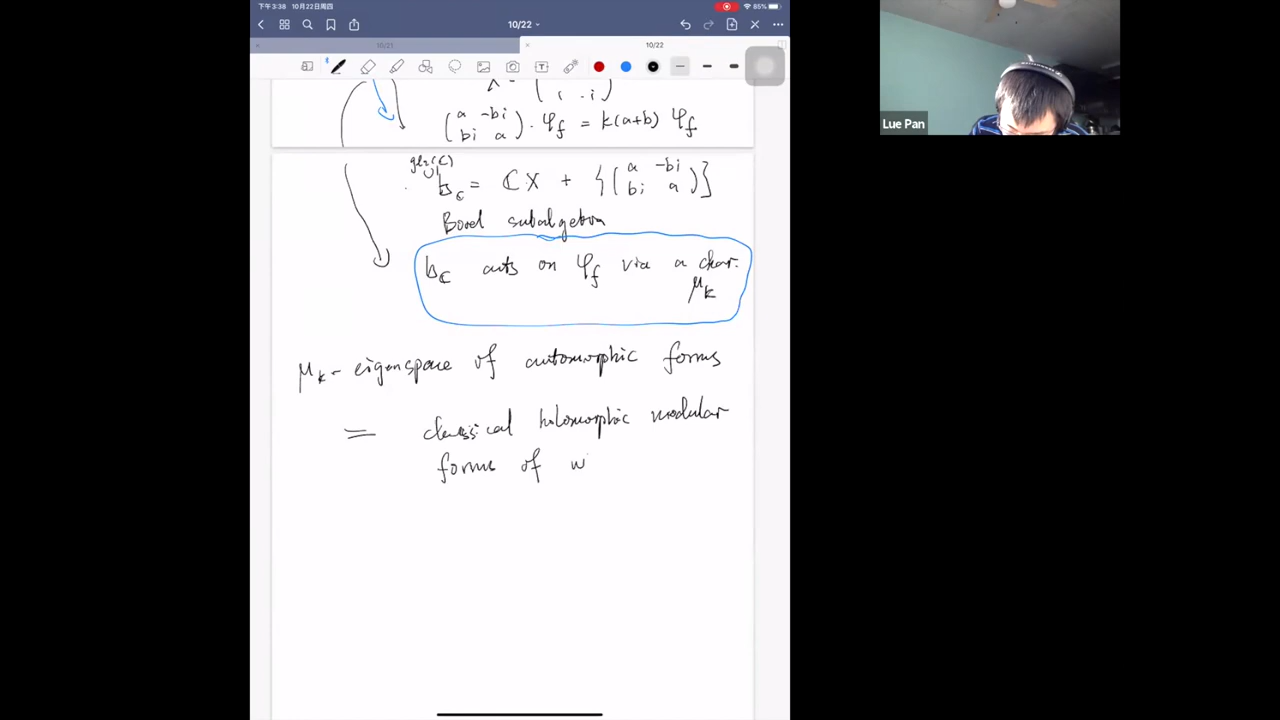 下午3:38 10月22日周四
85%
10/22
10/21
10/22
Lue Pan
( a -bi
bi a ) · φ_f = k(a+b) φ_f
gl₂(ℂ)
∪
b_ℂ = ℂ·X + {( a -bi
bi a )}
Borel subalgebra
b_ℂ acts on φ_f via a char.
μ_k
μ_k - eigenspace of automorphic forms
= classical holomorphic modular
forms of w